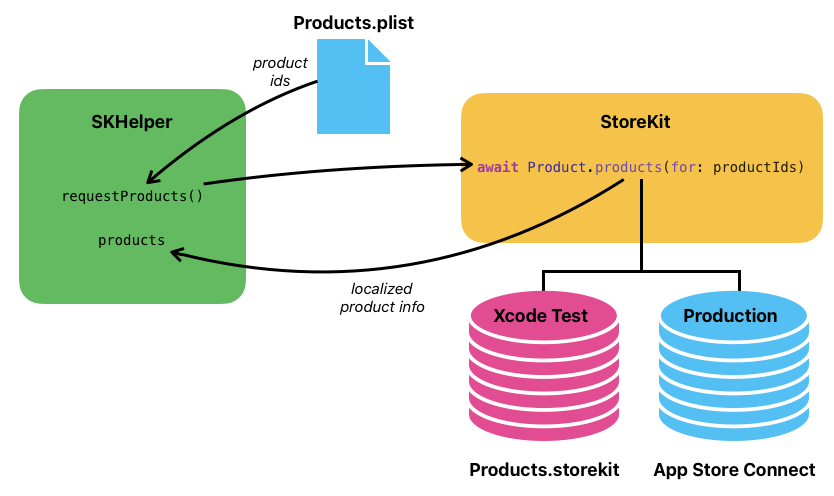 Products.plist
product
ids
SKHelper
StoreKit
await Product.products(for: productIds)
requestProducts()
products
localized
product info
Xcode Test
Production
Products.storekit
App Store Connect